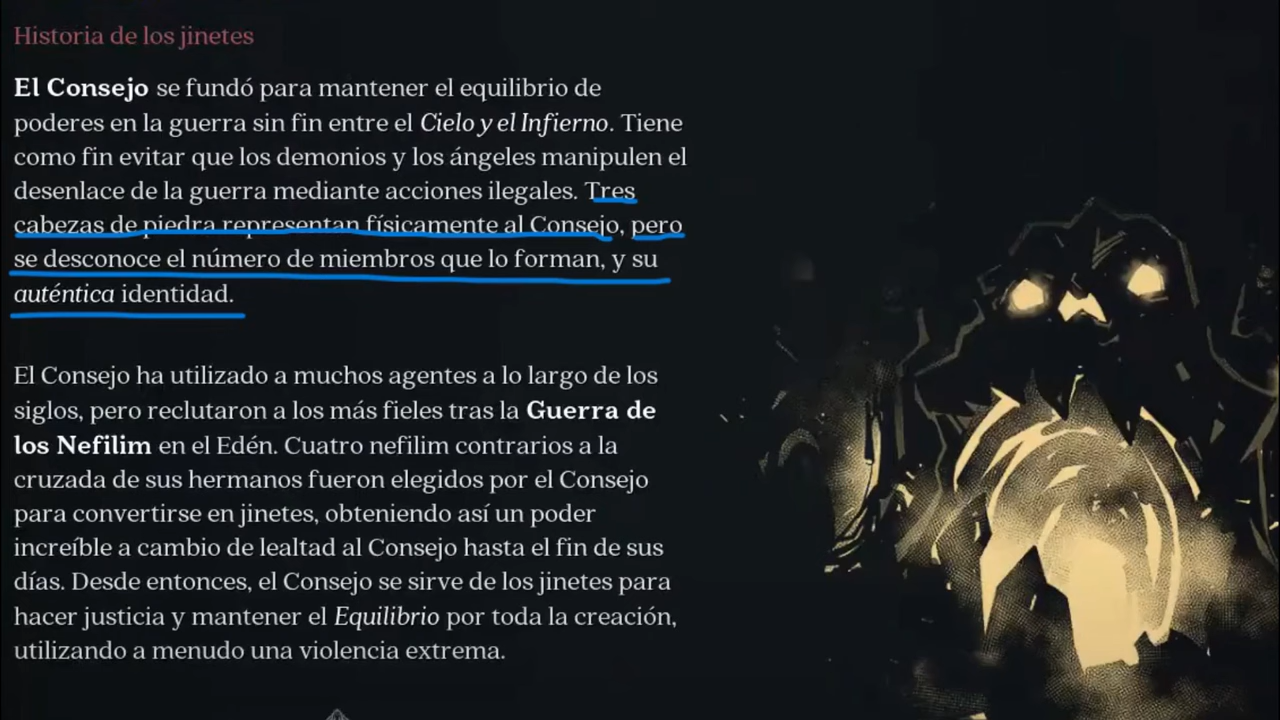 Historia de los jinetes
El Consejo se fundó para mantener el equilibrio de
poderes en la guerra sin fin entre el Cielo y el Infierno. Tiene
como fin evitar que los demonios y los ángeles manipulen el
desenlace de la guerra mediante acciones ilegales. Tres
cabezas de piedra representan físicamente al Consejo, pero
se desconoce el número de miembros que lo forman, y su
auténtica identidad.
El Consejo ha utilizado a muchos agentes a lo largo de los
siglos, pero reclutaron a los más fieles tras la Guerra de
los Nefilim en el Edén. Cuatro nefilim contrarios a la
cruzada de sus hermanos fueron elegidos por el Consejo
para convertirse en jinetes, obteniendo así un poder
increíble a cambio de lealtad al Consejo hasta el fin de sus
días. Desde entonces, el Consejo se sirve de los jinetes para
hacer justicia y mantener el Equilibrio por toda la creación,
utilizando a menudo una violencia extrema.